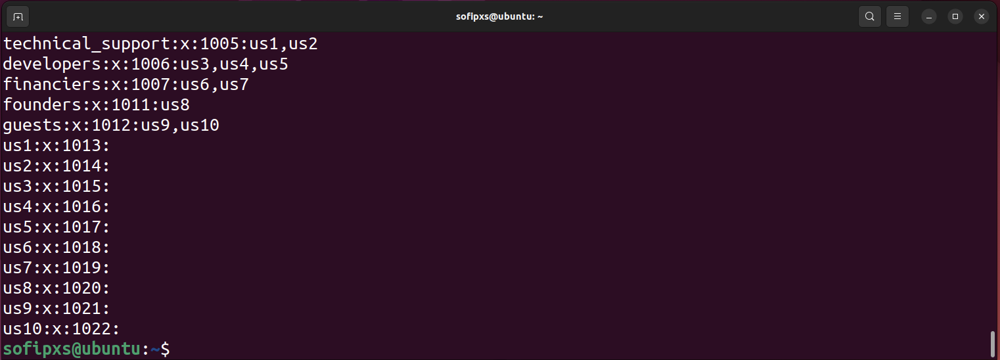 sofipxs@ubuntu: ~
technical_support:x:1005:us1,us2
developers:x:1006:us3,us4,us5
financiers:x:1007:us6,us7
founders:x:1011:us8
guests:x:1012:us9,us10
us1:x:1013:
us2:x:1014:
us3:x:1015:
us4:x:1016:
us5:x:1017:
us6:x:1018:
us7:x:1019:
us8:x:1020:
us9:x:1021:
us10:x:1022:
sofipxs@ubuntu:~$